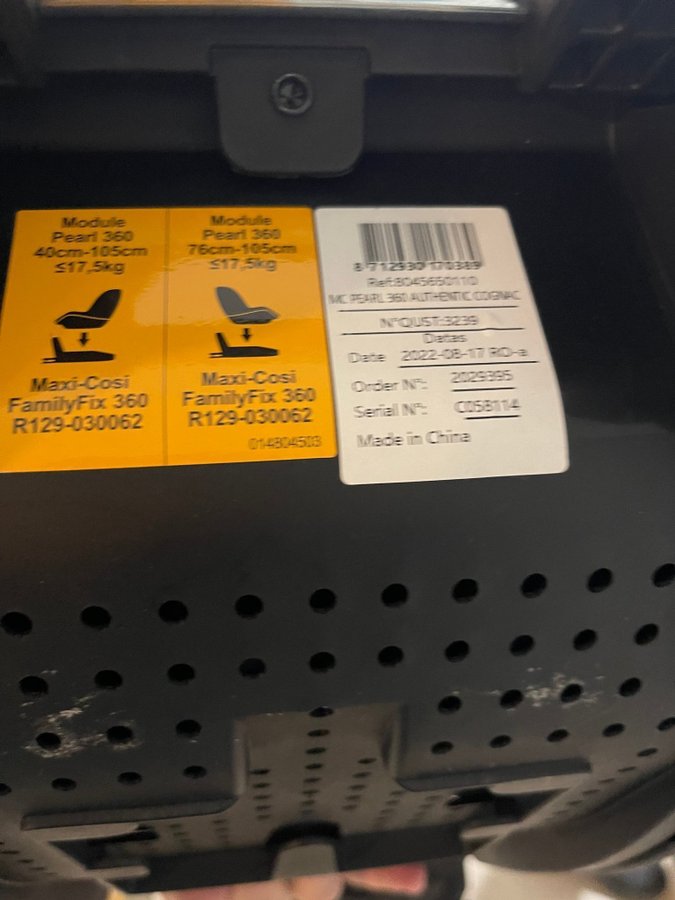 Module
Pearl 360
40cm-105cm
≤17,5kg
Maxi-Cosi
FamilyFix 360
R129-030062
Module
Pearl 360
76cm-105cm
≤17,5kg
Maxi-Cosi
FamilyFix 360
R129-030062
014804503
8 712930 170389
Ref:8045650110
MC PEARL 360 AUTHENTIC COGNAC
N°QUST:3239
Datas
Date 2022-08-17 RO-a
Order N°: 2029395
Serial N°: C058114
Made in China